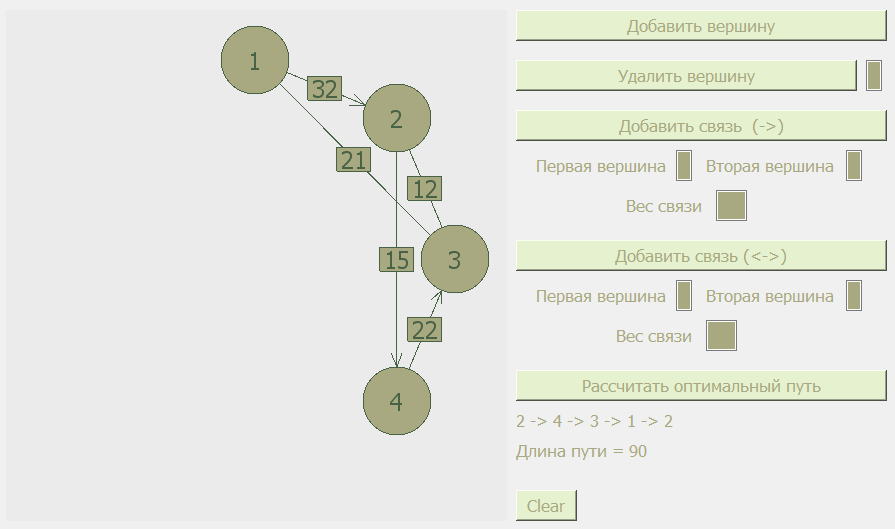 1
32
2
21
12
15
3
22
4
Добавить вершину
Удалить вершину
Добавить связь (->)
Первая вершина Вторая вершина
Вес связи
Добавить связь (<->)
Первая вершина Вторая вершина
Вес связи
Рассчитать оптимальный путь
2 -> 4 -> 3 -> 1 -> 2
Длина пути = 90
Clear